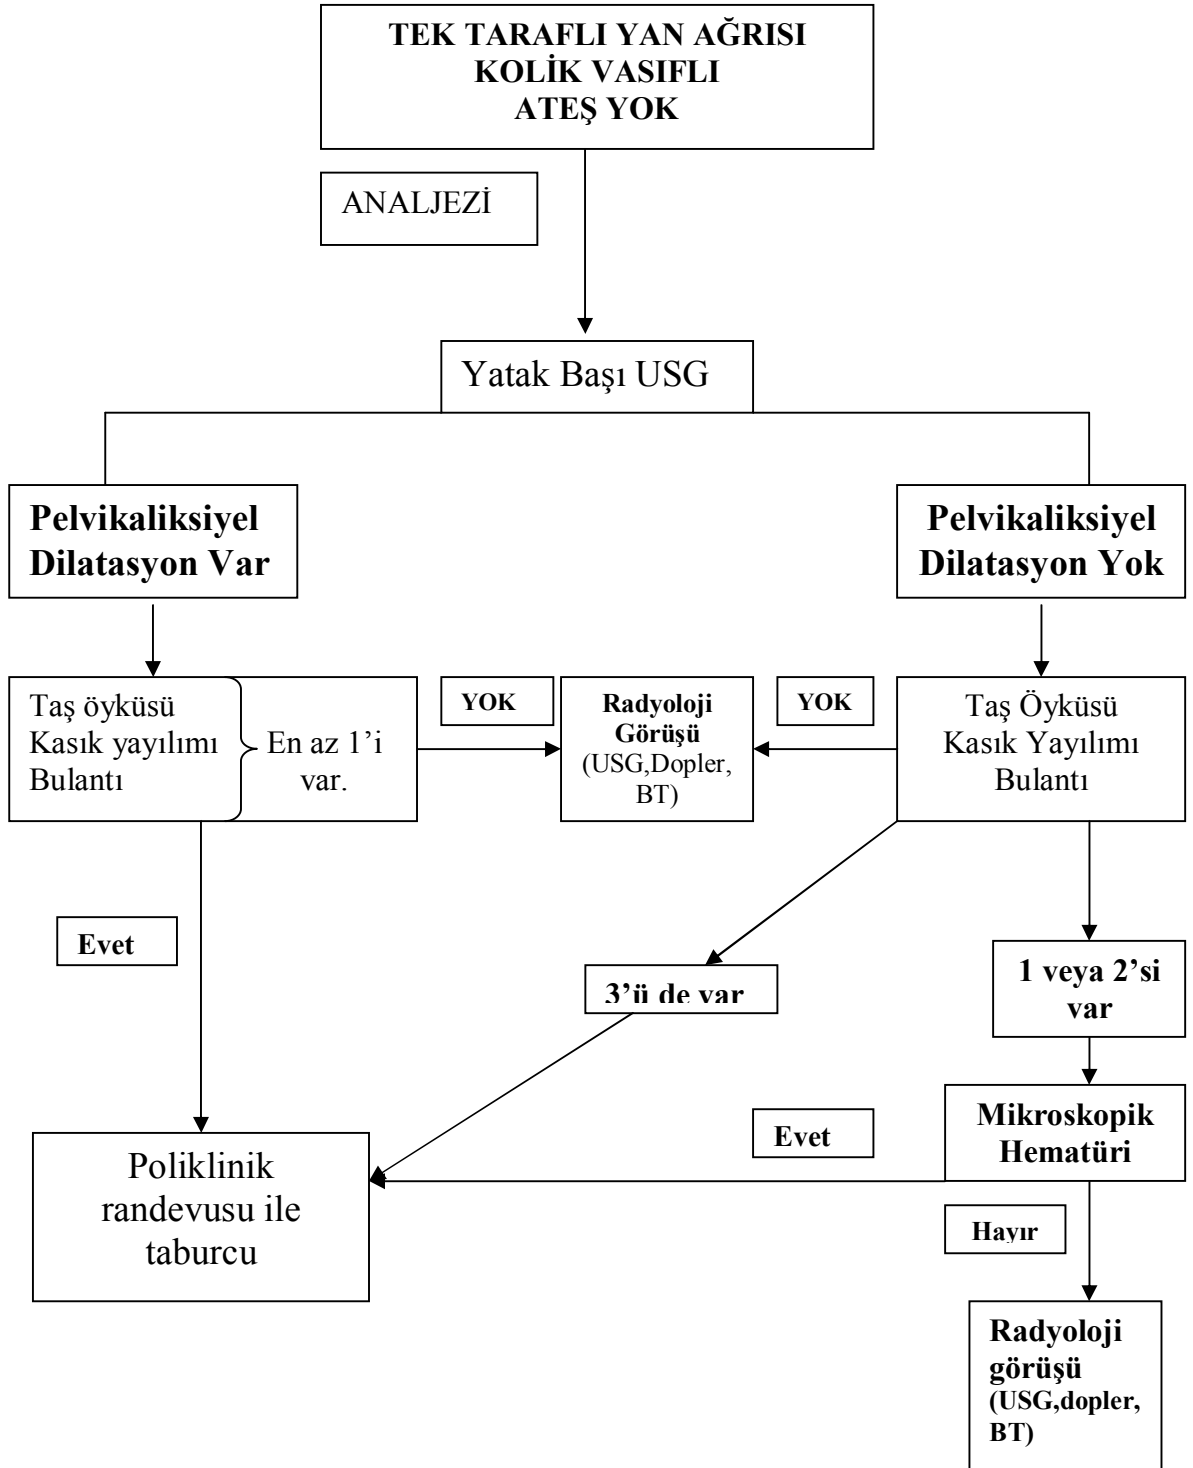 TEK TARAFLI YAN AĞRISI
KOLİK VASIFLI
ATEŞ YOK
ANALJEZİ
Yatak Başı USG
Pelvikaliksiyel
Dilatasyon Var
Pelvikaliksiyel
Dilatasyon Yok
Taş öyküsü
Kasık yayılımı
Bulantı
En az 1’i
var.
YOK
Radyoloji
Görüşü
(USG,Dopler,
BT)
YOK
Taş Öyküsü
Kasık Yayılımı
Bulantı
Evet
3’ü de var
1 veya 2’si
var
Mikroskopik
Hematüri
Evet
Poliklinik
randevusu ile
taburcu
Hayır
Radyoloji
görüşü
(USG,dopler,
BT)